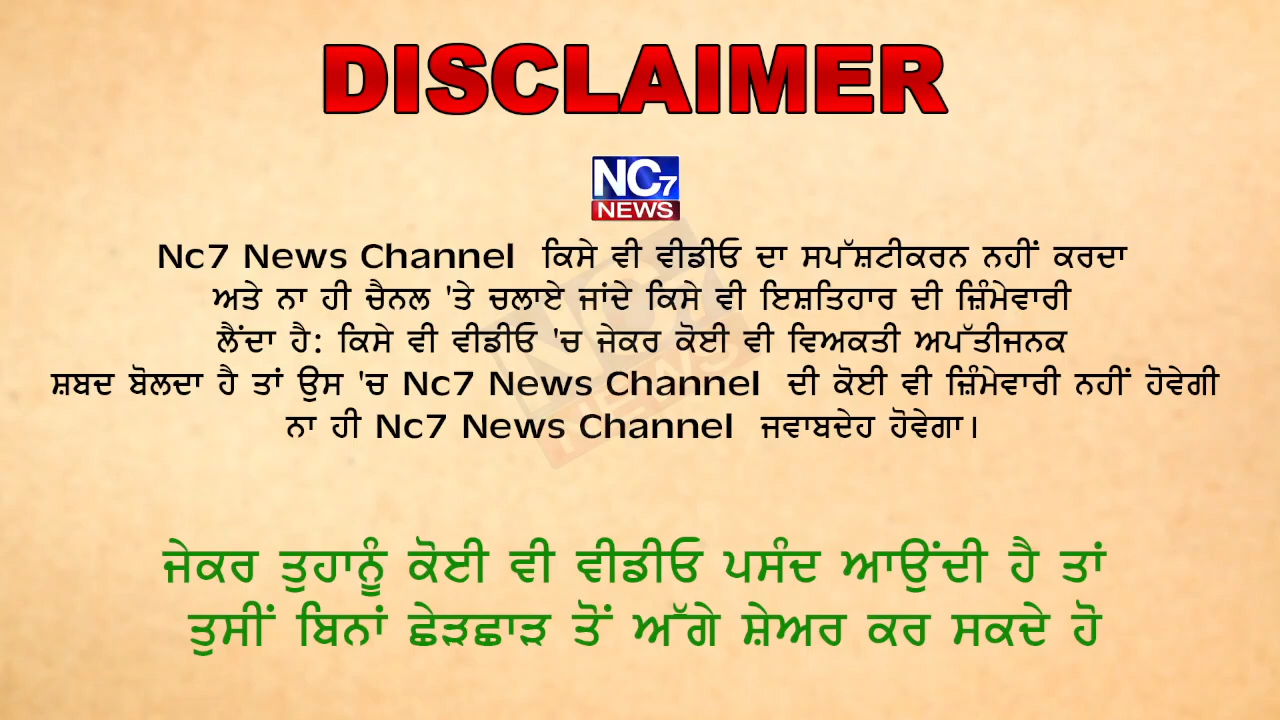 DISCLAIMER
NC7
NEWS
Nc7 News Channel ਕਿਸੇ ਵੀ ਵੀਡੀਓ ਦਾ ਸਪੱਸ਼ਟੀਕਰਨ ਨਹੀਂ ਕਰਦਾ
ਅਤੇ ਨਾ ਹੀ ਚੈਨਲ 'ਤੇ ਚਲਾਏ ਜਾਂਦੇ ਕਿਸੇ ਵੀ ਇਸ਼ਤਿਹਾਰ ਦੀ ਜ਼ਿੰਮੇਵਾਰੀ
ਲੈਂਦਾ ਹੈ: ਕਿਸੇ ਵੀ ਵੀਡੀਓ 'ਚ ਜੇਕਰ ਕੋਈ ਵੀ ਵਿਅਕਤੀ ਅਪੱਤੀਜਨਕ
ਸ਼ਬਦ ਬੋਲਦਾ ਹੈ ਤਾਂ ਉਸ 'ਚ Nc7 News Channel ਦੀ ਕੋਈ ਵੀ ਜ਼ਿੰਮੇਵਾਰੀ ਨਹੀਂ ਹੋਵੇਗੀ
ਨਾ ਹੀ Nc7 News Channel ਜਵਾਬਦੇਹ ਹੋਵੇਗਾ।
ਜੇਕਰ ਤੁਹਾਨੂੰ ਕੋਈ ਵੀ ਵੀਡੀਓ ਪਸੰਦ ਆਉਂਦੀ ਹੈ ਤਾਂ
ਤੁਸੀਂ ਬਿਨਾਂ ਛੇੜਛਾੜ ਤੋਂ ਅੱਗੇ ਸ਼ੇਅਰ ਕਰ ਸਕਦੇ ਹੋ